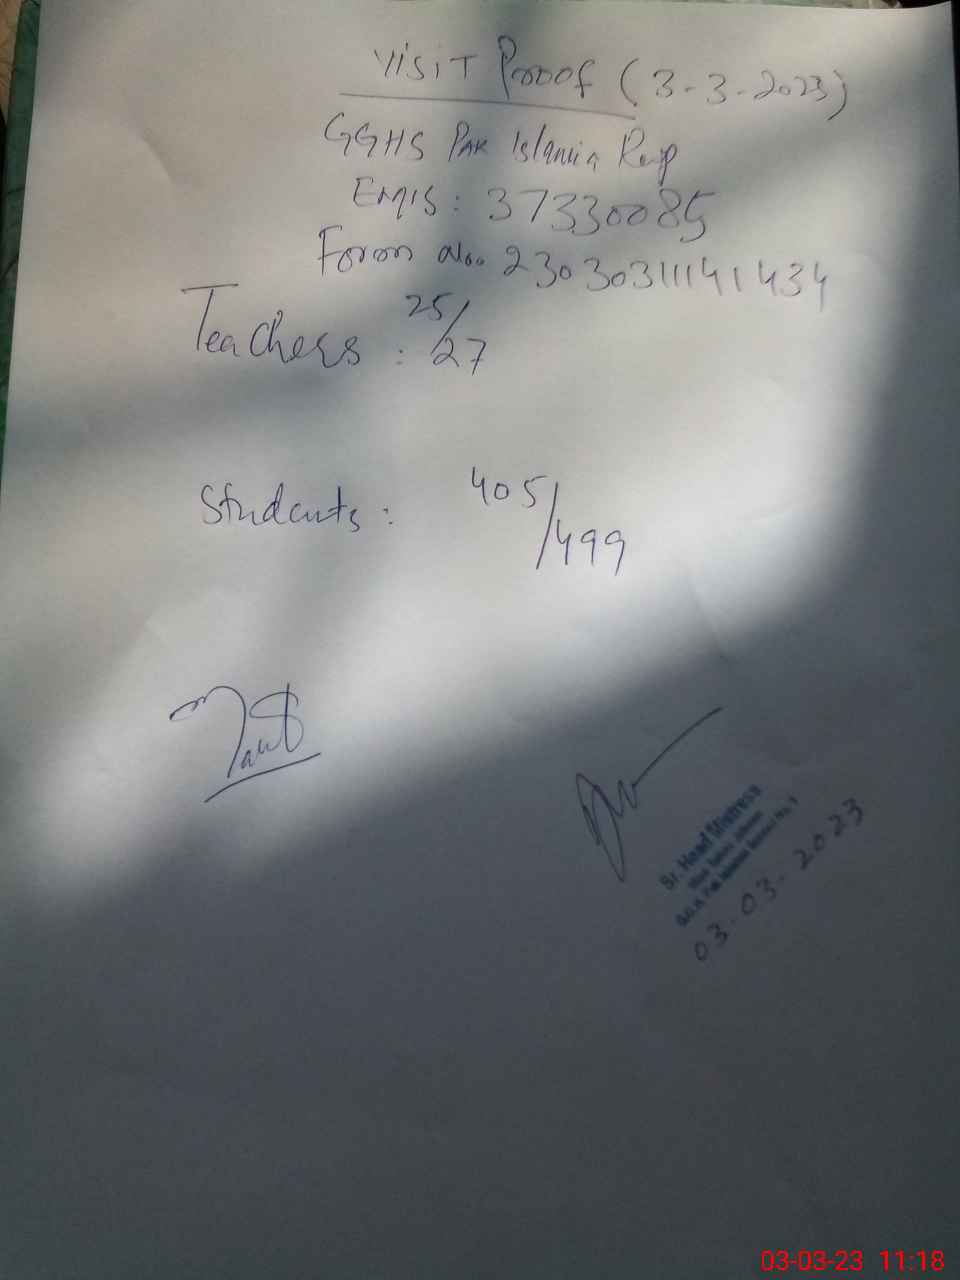 Visit Proof (3-3-2023)
GGHS Pak Islamia Rwp
EMIS: 37330085
Form No. 23030311141434
Teachers: 25/27
Students: 405/499
Sr. Head Mistress
03-03-2023
03-03-23 11:18